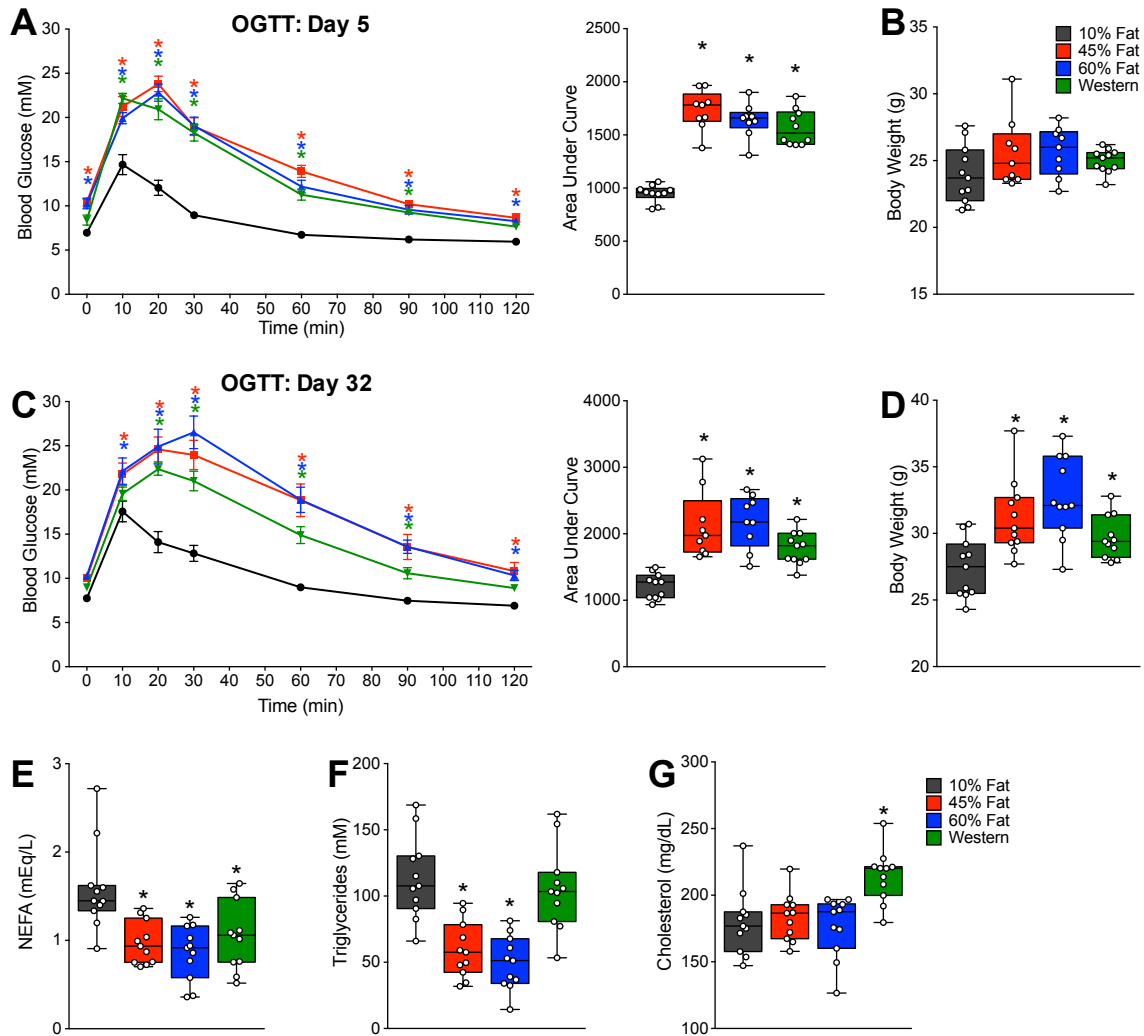 A
OGTT: Day 5
Blood Glucose (mM)
30
25
20
15
10
5
0
* * * * * * *
* * * * * * *
* * * * *
0 10 20 30 40 50 60 70 80 90 100 110 120
Time (min)
Area Under Curve
2500
2000
1500
1000
500
0
* * *
B
Body Weight (g)
35
30
25
20
15
10% Fat
45% Fat
60% Fat
Western
C
OGTT: Day 32
Blood Glucose (mM)
30
25
20
15
10
5
0
* * * * * *
* * * * * *
* * * *
0 10 20 30 40 50 60 70 80 90 100 110 120
Time (min)
Area Under Curve
4000
3000
2000
1000
0
* * *
D
Body Weight (g)
40
35
30
25
20
* * *
E
NEFA (mEq/L)
3
2
1
0
* * *
F
Triglycerides (mM)
200
150
100
50
0
* *
G
Cholesterol (mg/dL)
300
250
200
150
100
*
10% Fat
45% Fat
60% Fat
Western